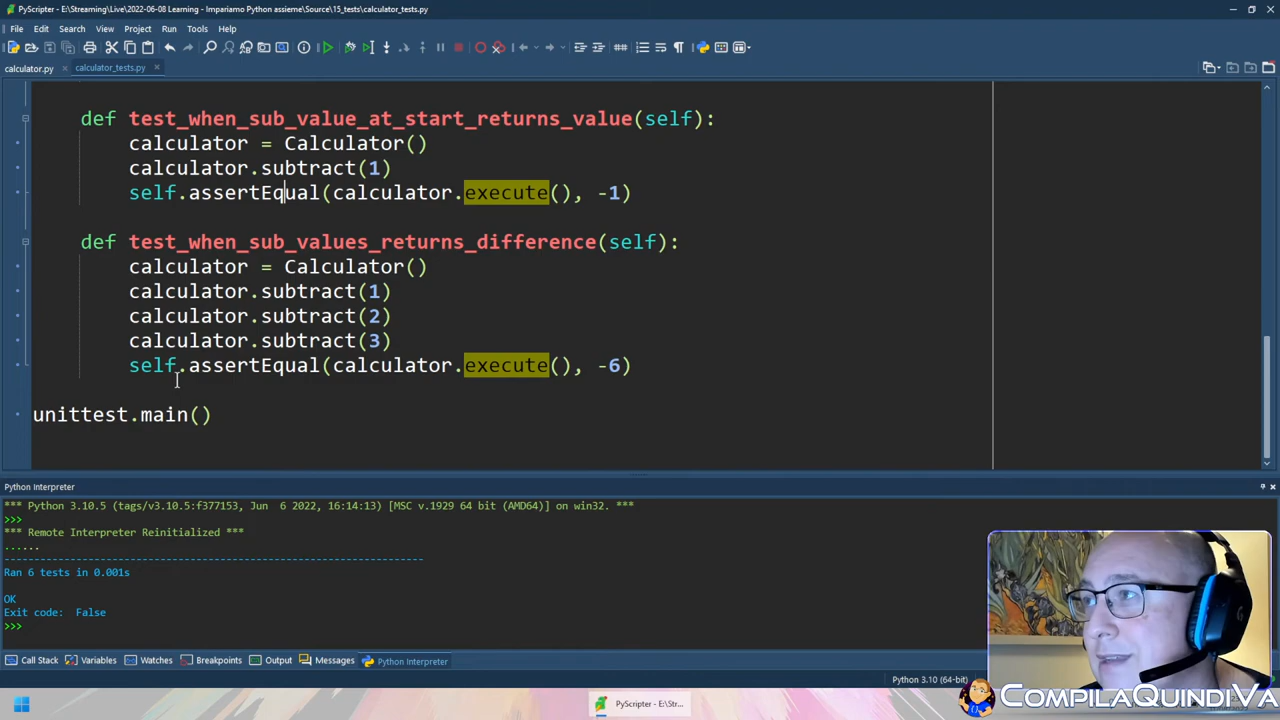 PyScripter - E:\Streaming\Live\2022-06-08 Learning - Impariamo Python assieme\Source\15_tests\calculator_tests.py
File Edit Search View Project Run Tools Help
calculator.py × calculator_tests.py ×
def test_when_sub_value_at_start_returns_value(self):
calculator = Calculator()
calculator.subtract(1)
self.assertEqual(calculator.execute(), -1)
def test_when_sub_values_returns_difference(self):
calculator = Calculator()
calculator.subtract(1)
calculator.subtract(2)
calculator.subtract(3)
self.assertEqual(calculator.execute(), -6)
unittest.main()
Python Interpreter
*** Python 3.10.5 (tags/v3.10.5:f377153, Jun  6 2022, 16:14:13) [MSC v.1929 64 bit (AMD64)] on win32. ***
>>>
*** Remote Interpreter Reinitialized ***
......
----------------------------------------------------------------------
Ran 6 tests in 0.001s
OK
Exit code:  False
>>>
Call Stack Variables Watches Breakpoints Output Messages Python Interpreter
Python 3.10 (64-bit)
PyScripter - E:\Stre...
COMPILAQUINDIVA